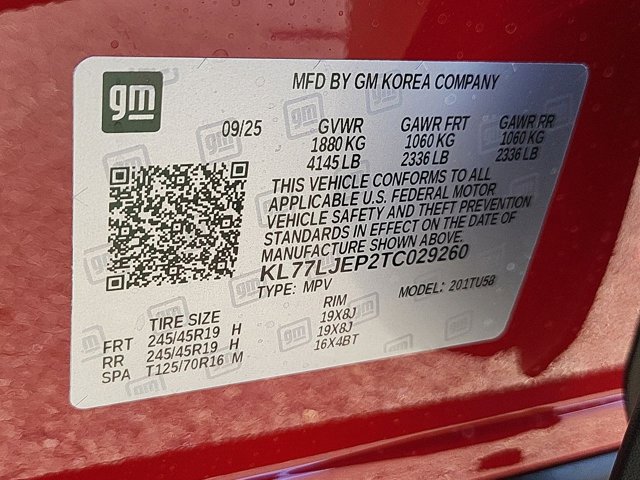 MFD BY GM KOREA COMPANY
gm
09/25 GVWR GAWR FRT GAWR RR
1880 KG 1060 KG 1060 KG
4145 LB 2336 LB 2336 LB
THIS VEHICLE CONFORMS TO ALL
APPLICABLE U.S. FEDERAL MOTOR
VEHICLE SAFETY AND THEFT PREVENTION
STANDARDS IN EFFECT ON THE DATE OF
MANUFACTURE SHOWN ABOVE.
KL77LJEP2TC029260
TYPE: MPV MODEL: 201TU58
TIRE SIZE RIM
FRT 245/45R19 H 19X8J
RR 245/45R19 H 19X8J
SPA T125/70R16 M 16X4BT